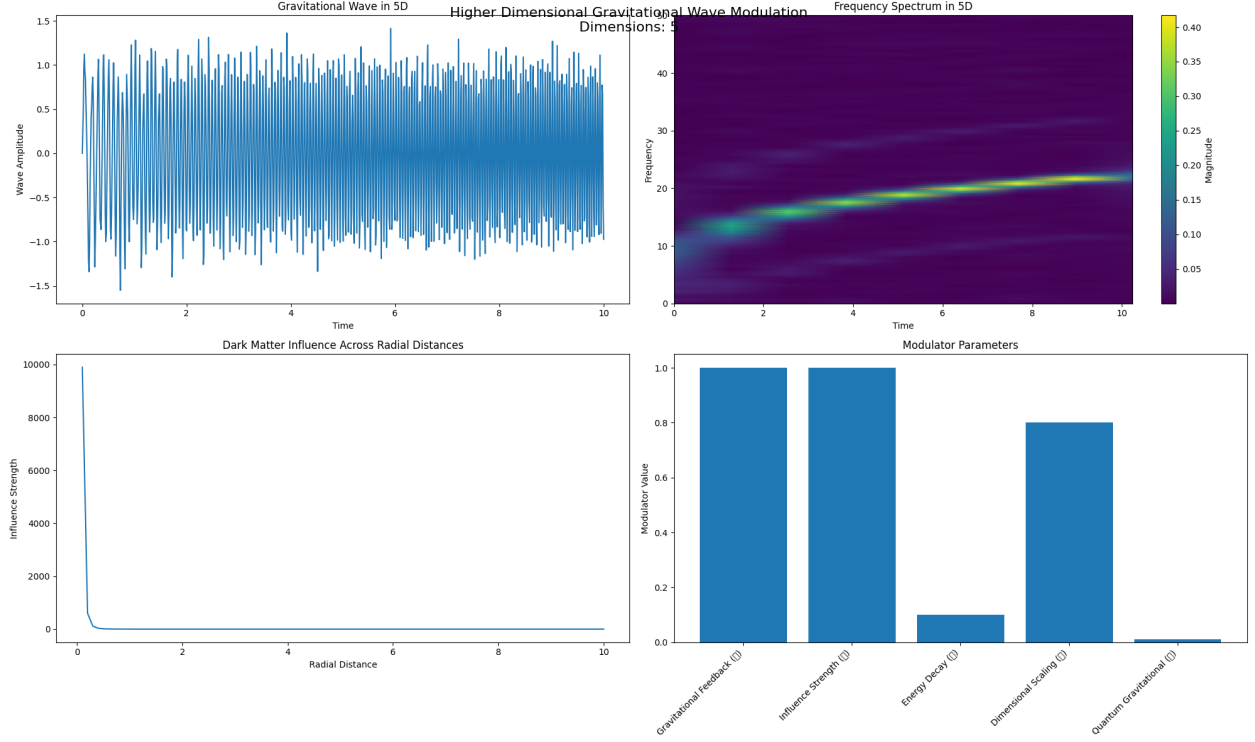 Higher Dimensional Gravitational Wave Modulation
Dimensions: 5
Gravitational Wave in 5D
1.5
1.0
0.5
0.0
−0.5
−1.0
−1.5
Wave Amplitude
0 2 4 6 8 10
Time
Frequency Spectrum in 5D
50
40
30
20
10
0
Frequency
0 2 4 6 8 10
Time
0.40
0.35
0.30
0.25
0.20
0.15
0.10
0.05
Magnitude
Dark Matter Influence Across Radial Distances
10000
8000
6000
4000
2000
0
Influence Strength
0 2 4 6 8 10
Radial Distance
Modulator Parameters
1.0
0.8
0.6
0.4
0.2
0.0
Modulator Value
Gravitational Feedback (▯)
Influence Strength (▯)
Energy Decay (▯)
Dimensional Scaling (▯)
Quantum Gravitational (▯)